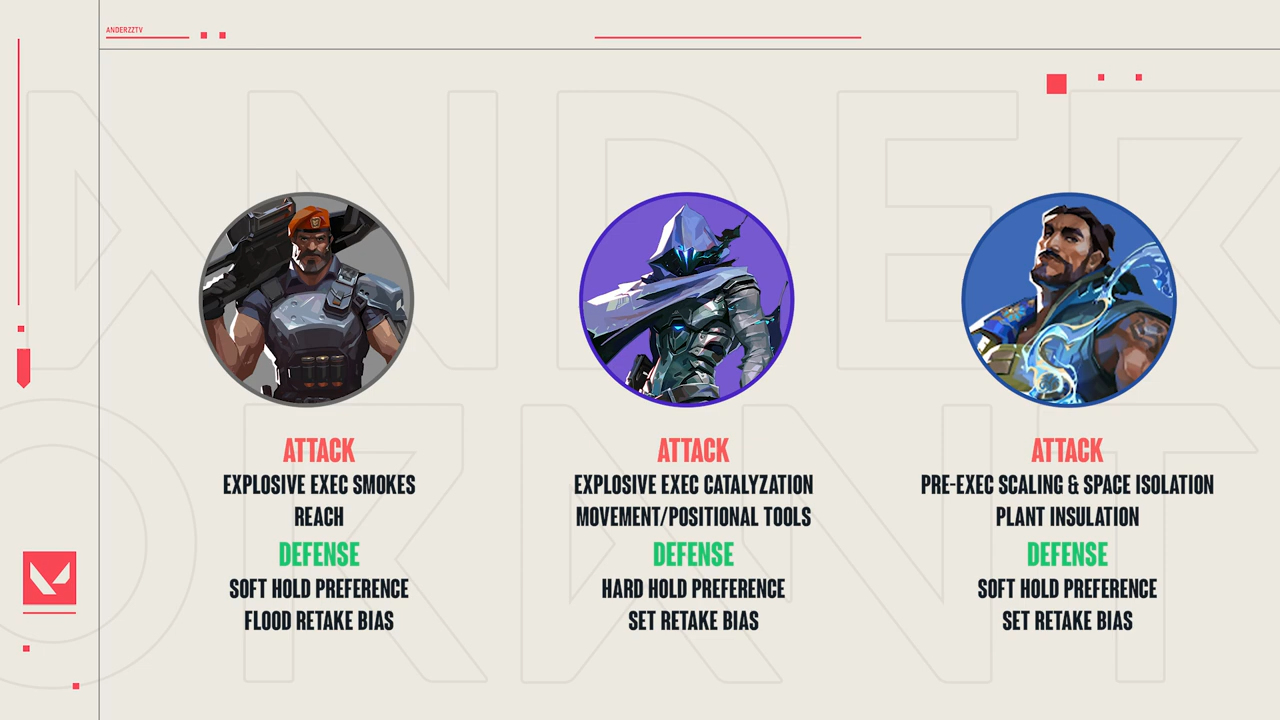 ANDERZZTV
ATTACK
EXPLOSIVE EXEC SMOKES
REACH
DEFENSE
SOFT HOLD PREFERENCE
FLOOD RETAKE BIAS
ATTACK
EXPLOSIVE EXEC CATALYZATION
MOVEMENT/POSITIONAL TOOLS
DEFENSE
HARD HOLD PREFERENCE
SET RETAKE BIAS
ATTACK
PRE-EXEC SCALING & SPACE ISOLATION
PLANT INSULATION
DEFENSE
SOFT HOLD PREFERENCE
SET RETAKE BIAS